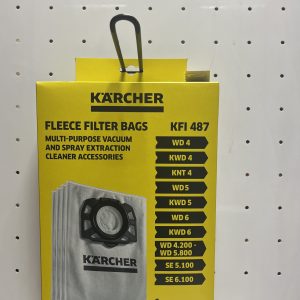 KÄRCHER
FLEECE FILTER BAGS KFI 487
MULTI-PURPOSE VACUUM
AND SPRAY EXTRACTION
CLEANER ACCESSORIES
WD 4
KWD 4
KNT 4
WD 5
KWD 5
WD 6
KWD 6
WD 4.200 -
WD 5.800
SE 5.100
SE 6.100
KÄRCHER